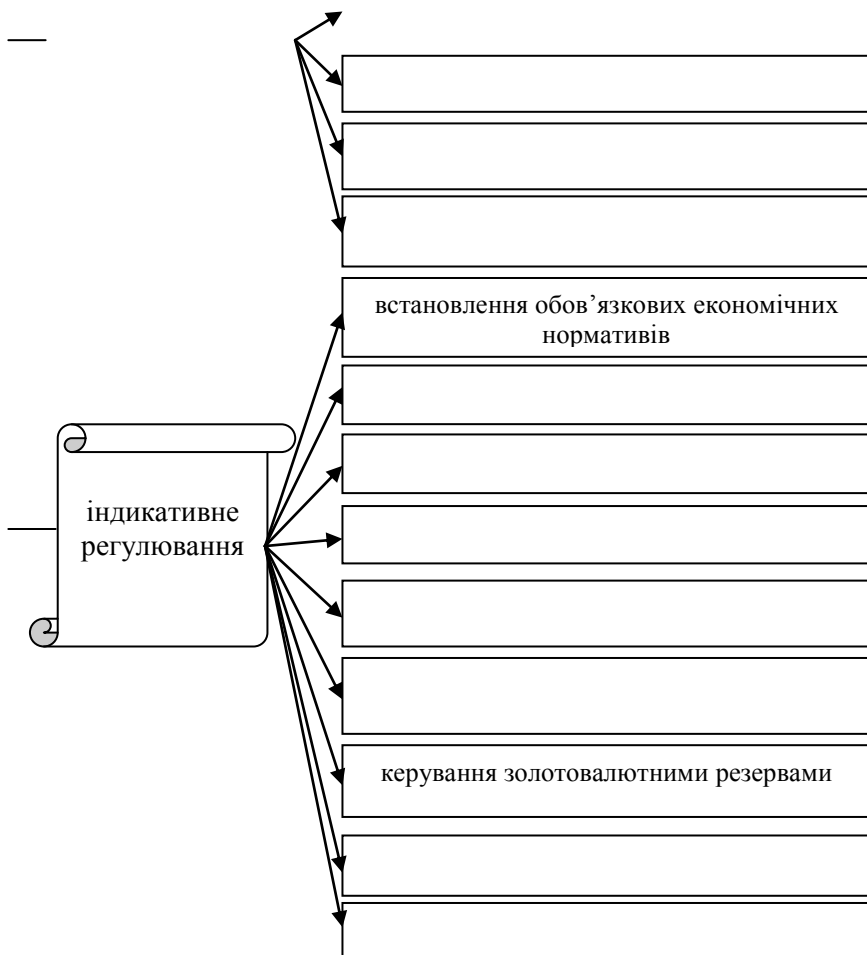 встановлення обов’язкових економічних
нормативів
індикативне
регулювання
керування золотовалютними резервами